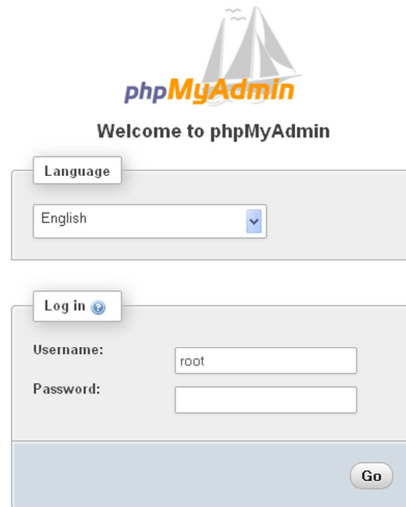 phpMyAdmin
Welcome to phpMyAdmin
Language
English
Log in
Username:
root
Password:
Go